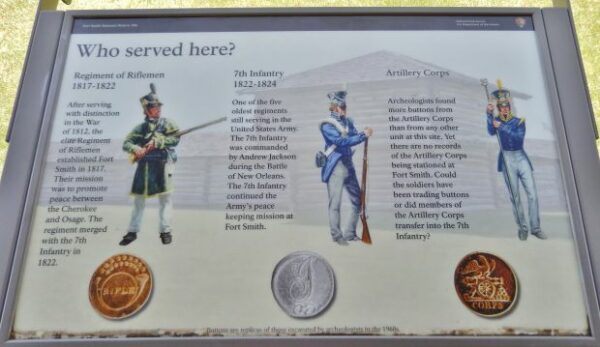 Fort Smith National Historic Site
Who served here?
Regiment of Riflemen
1817-1822
After serving
with distinction
in the War
of 1812, the
elite Regiment
of Riflemen
established Fort
Smith in 1817.
Their mission
was to promote
peace between
the Cherokee
and Osage. The
regiment merged
with the 7th
Infantry in
1822.
7th Infantry
1822-1824
One of the five
oldest regiments
still serving in the
United States Army.
The 7th Infantry
was commanded
by Andrew Jackson
during the Battle
of New Orleans.
The 7th Infantry
continued the
Army's peace
keeping mission at
Fort Smith.
Artillery Corps
Archeologists found
more buttons from
the Artillery Corps
than from any other
unit at this site. Yet
there are no records
of the Artillery Corps
being stationed at
Fort Smith. Could
the soldiers have
been trading buttons
or did members of
the Artillery Corps
transfer into the 7th
Infantry?
RIFLE
CORPS
Buttons are replicas of those excavated by archeologists in the 1960s.